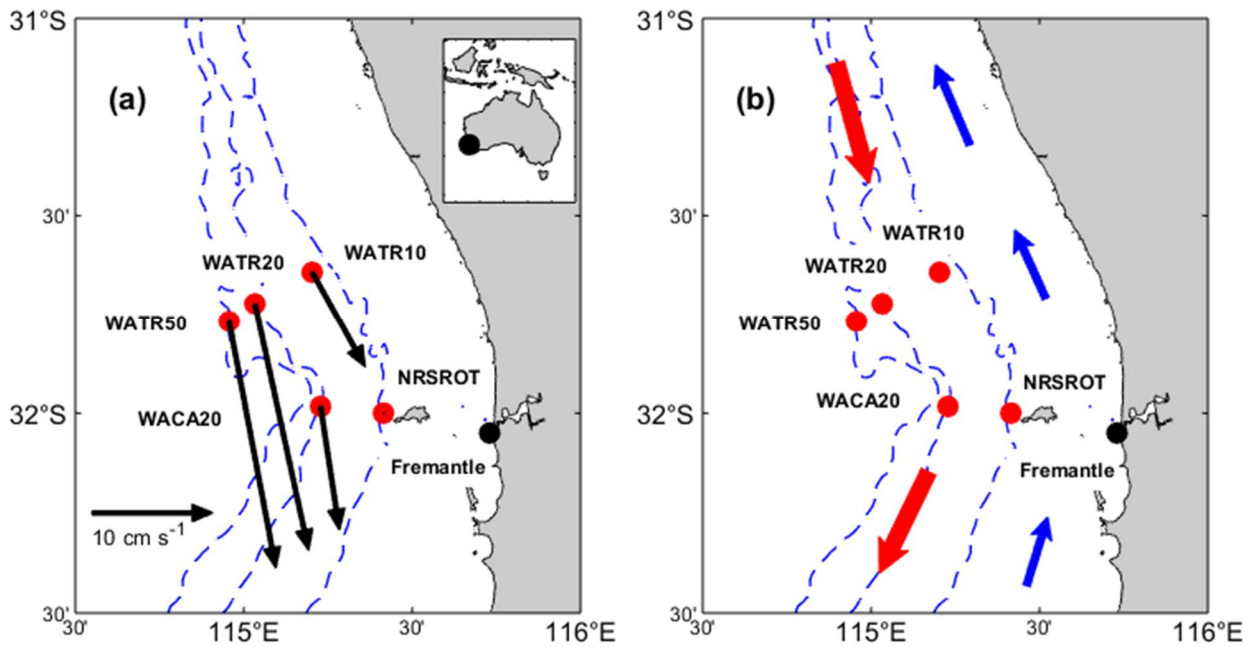 31°S
(a)
30'
WATR10
WATR20
WATR50
NRSROT
32°S
WACA20
Fremantle
10 cm s⁻¹
30'
30'
115°E
30'
116°E
31°S
(b)
30'
WATR10
WATR20
WATR50
NRSROT
WACA20
32°S
Fremantle
30'
30'
115°E
30'
116°E